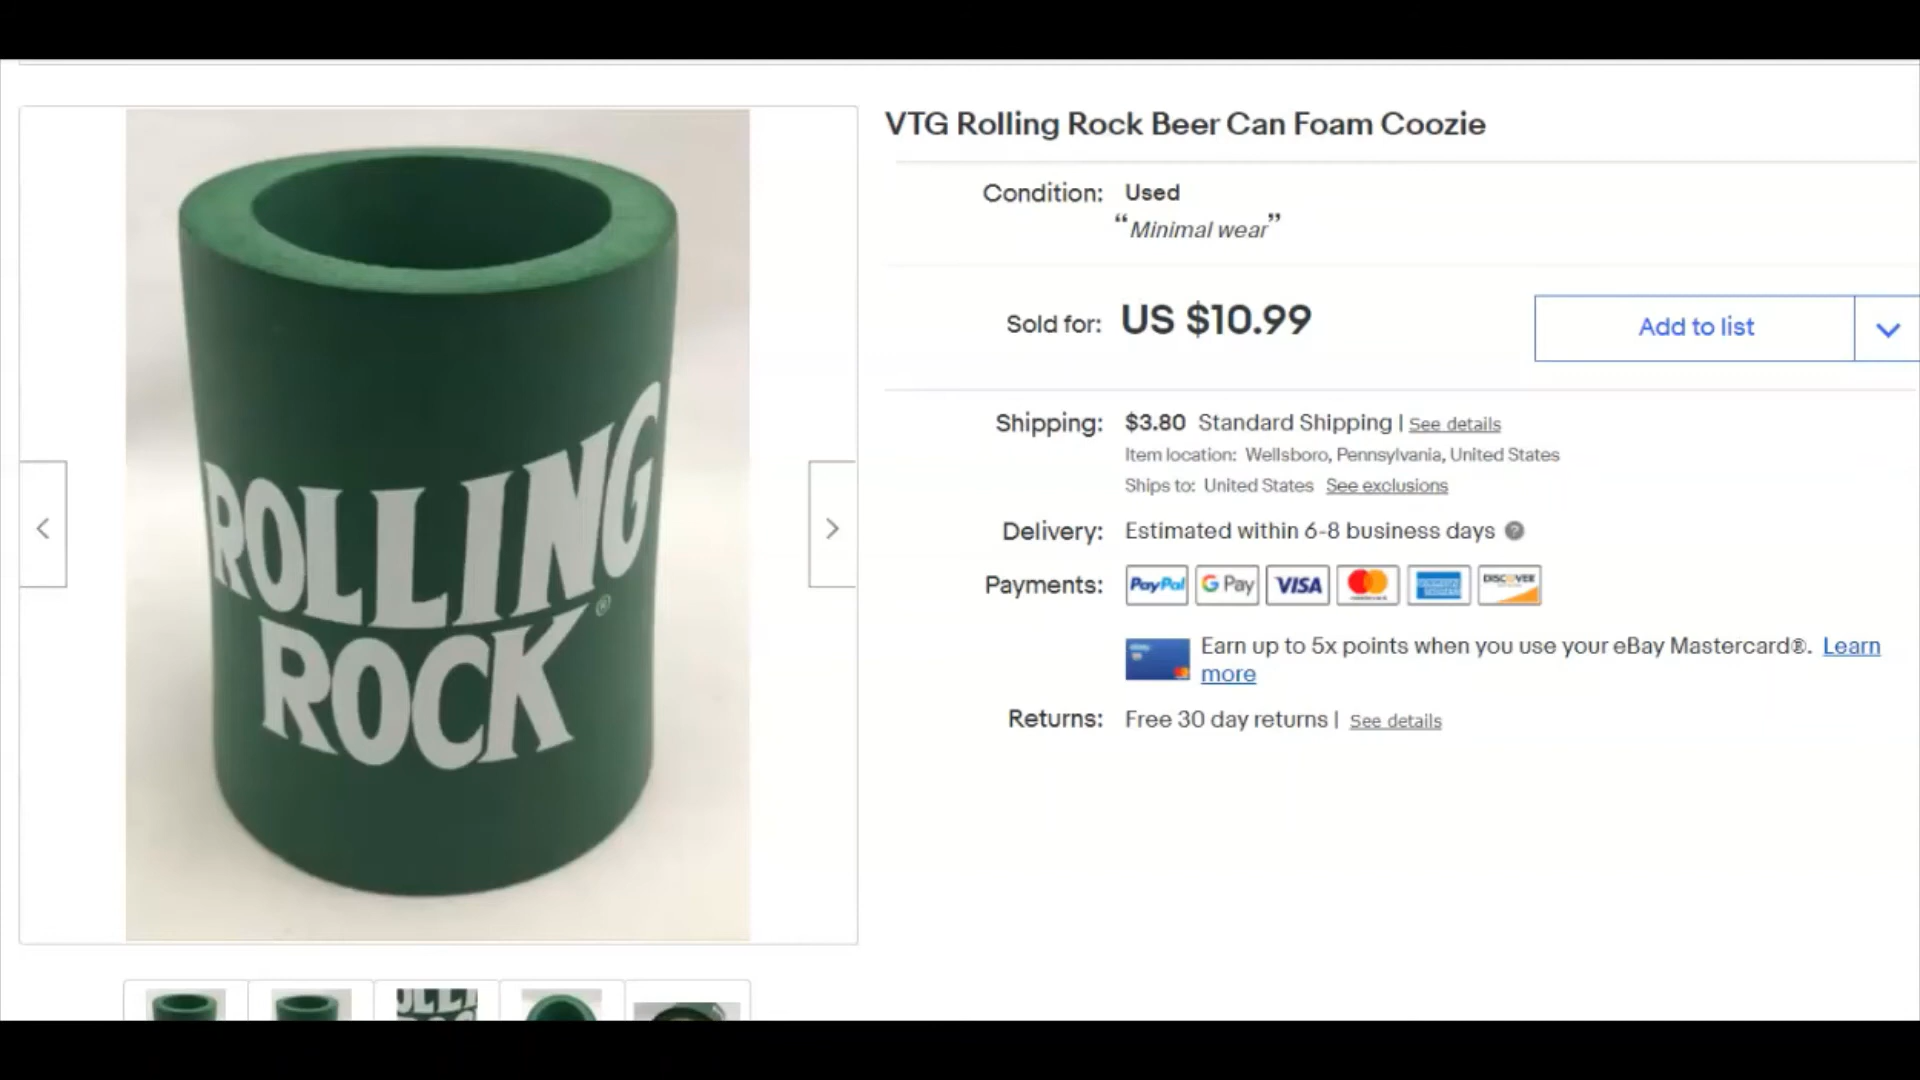 VTG Rolling Rock Beer Can Foam Coozie
Condition: Used
“Minimal wear”
Sold for: US $10.99
Add to list
Shipping: $3.80 Standard Shipping | See details
Item location: Wellsboro, Pennsylvania, United States
Ships to: United States See exclusions
Delivery: Estimated within 6-8 business days ?
Payments: PayPal G Pay VISA DISCOVER
Earn up to 5x points when you use your eBay Mastercard®. Learn
more
Returns: Free 30 day returns | See details
ROLLING
ROCK®